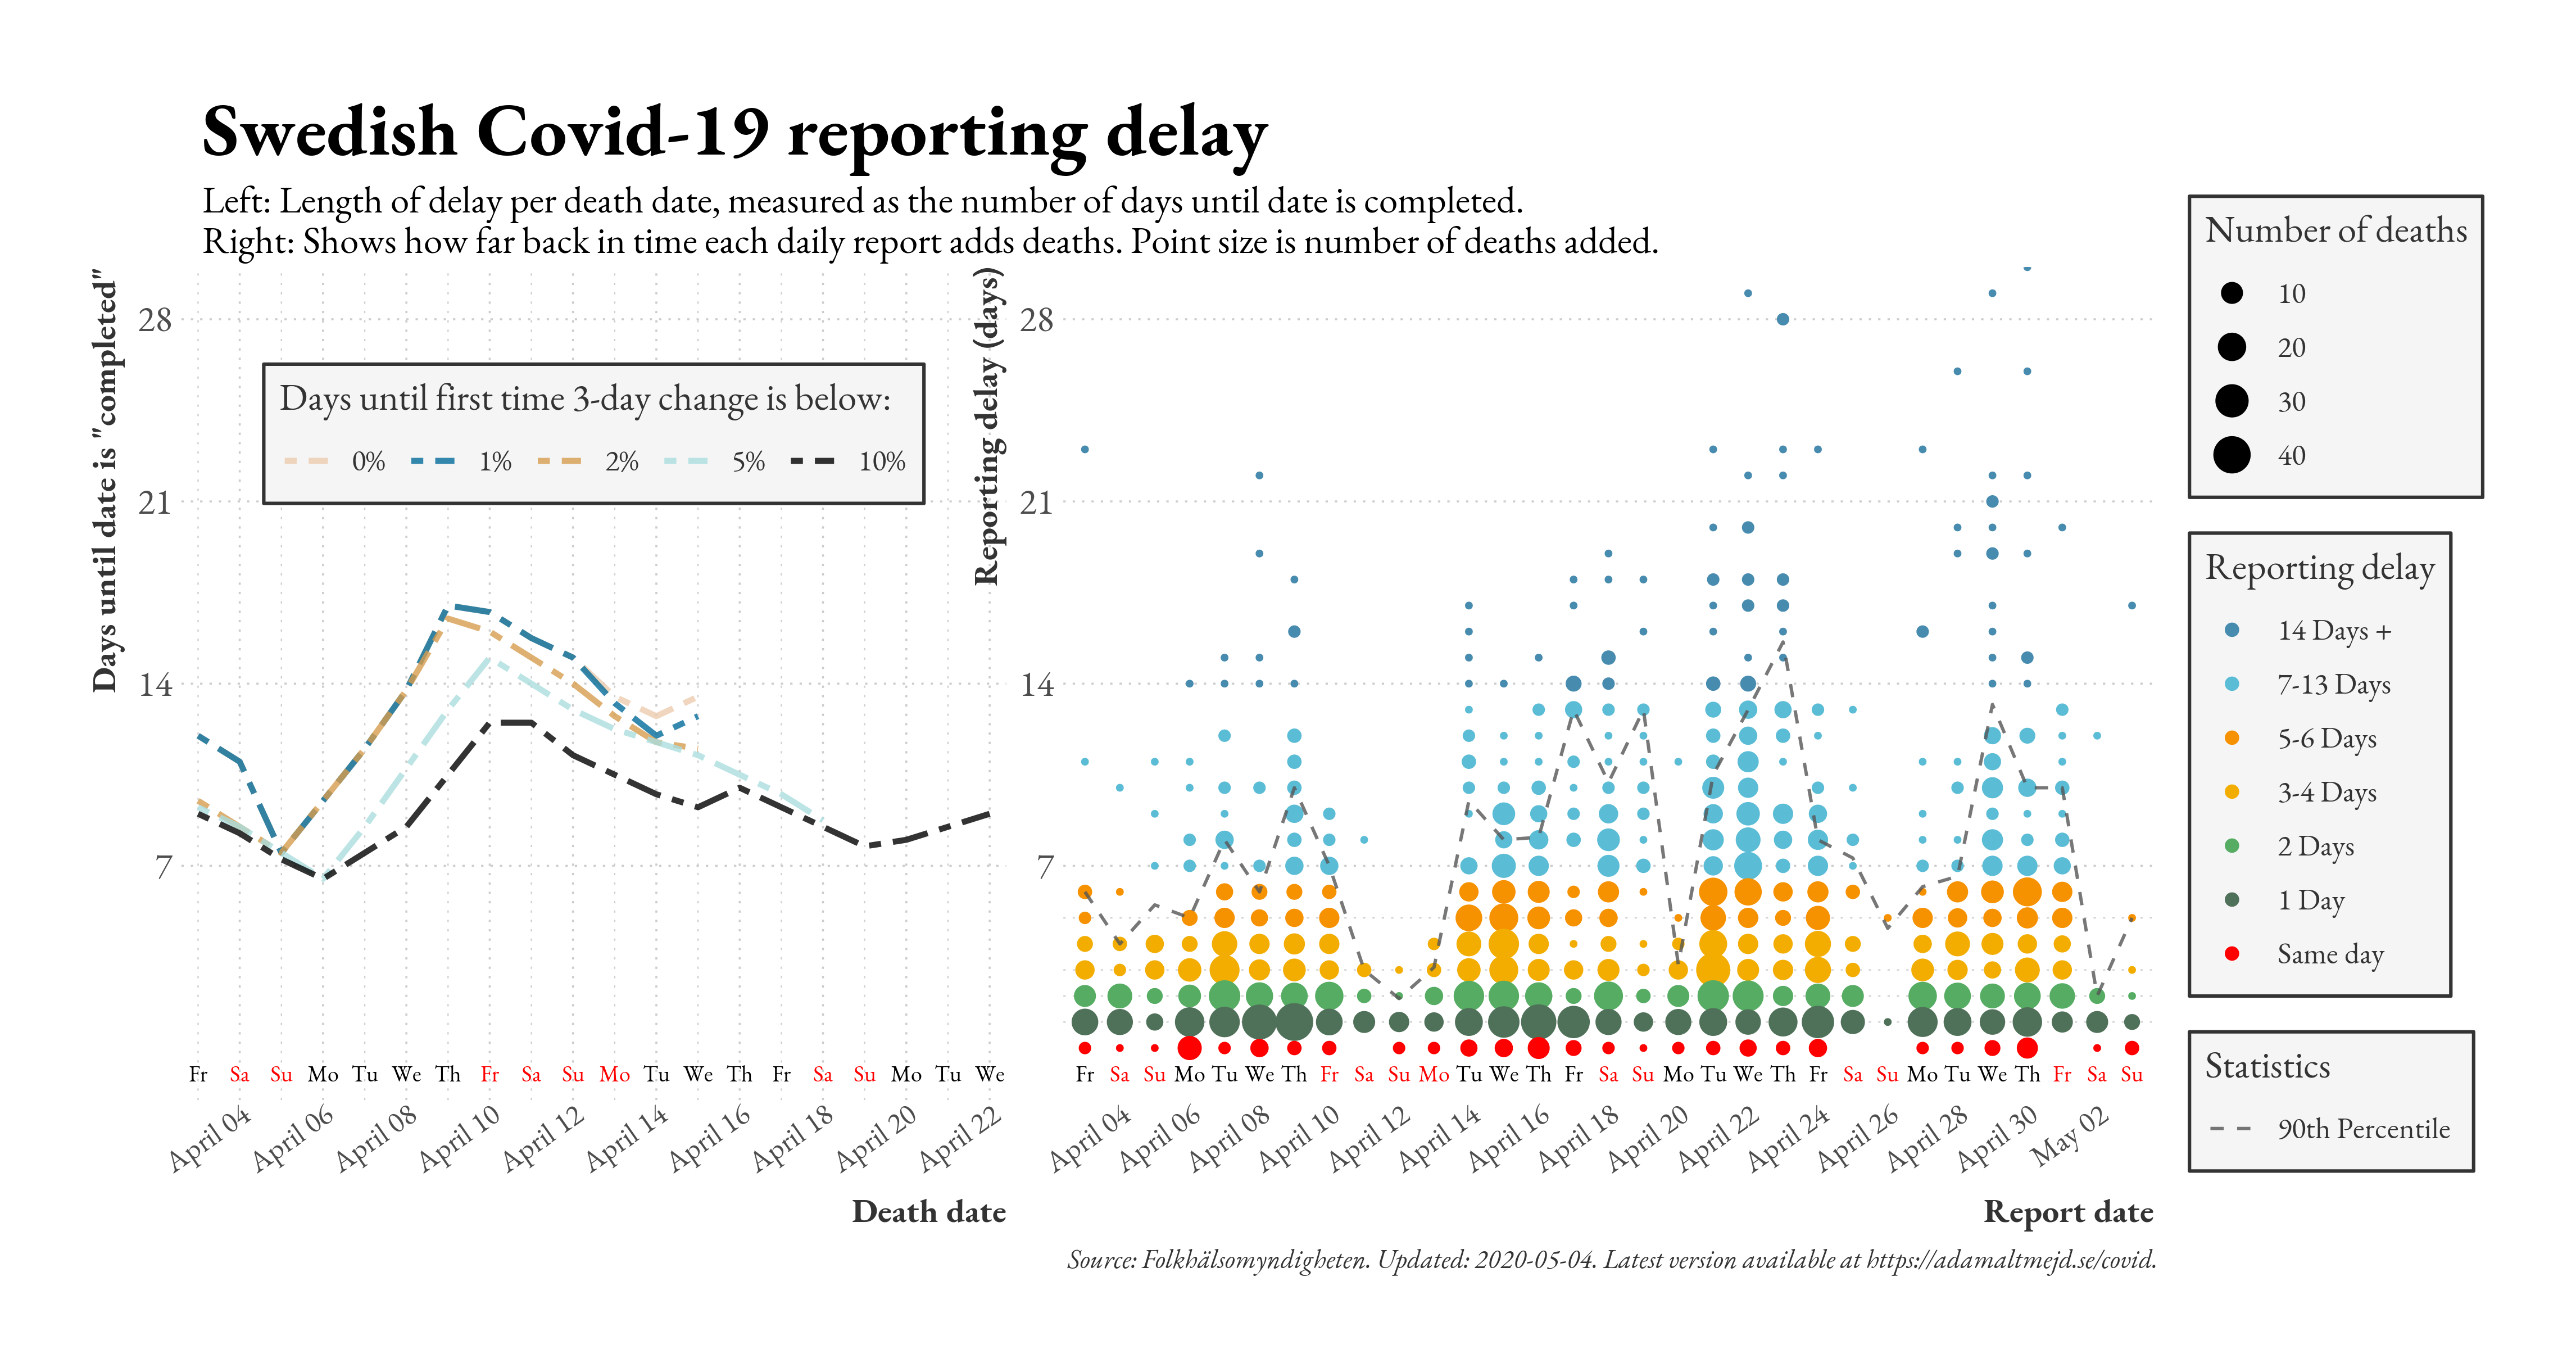 Swedish Covid-19 reporting delay
Left: Length of delay per death date, measured as the number of days until date is completed.
Right: Shows how far back in time each daily report adds deaths. Point size is number of deaths added.
Days until date is "completed"
28
21
14
7
Days until first time 3-day change is below:
0% 1% 2% 5% 10%
Fr Sa Su Mo Tu We Th Fr Sa Su Mo Tu We Th Fr Sa Su Mo Tu We
April 04 April 06 April 08 April 10 April 12 April 14 April 16 April 18 April 20 April 22
Death date
Reporting delay (days)
28
21
14
7
Fr Sa Su Mo Tu We Th Fr Sa Su Mo Tu We Th Fr Sa Su Mo Tu We Th Fr Sa Su Mo Tu We Th Fr Sa Su
April 04 April 06 April 08 April 10 April 12 April 14 April 16 April 18 April 20 April 22 April 24 April 26 April 28 April 30 May 02
Report date
Number of deaths
10
20
30
40
Reporting delay
14 Days +
7-13 Days
5-6 Days
3-4 Days
2 Days
1 Day
Same day
Statistics
90th Percentile
Source: Folkhälsomyndigheten. Updated: 2020-05-04. Latest version available at https://adamaltmejd.se/covid.